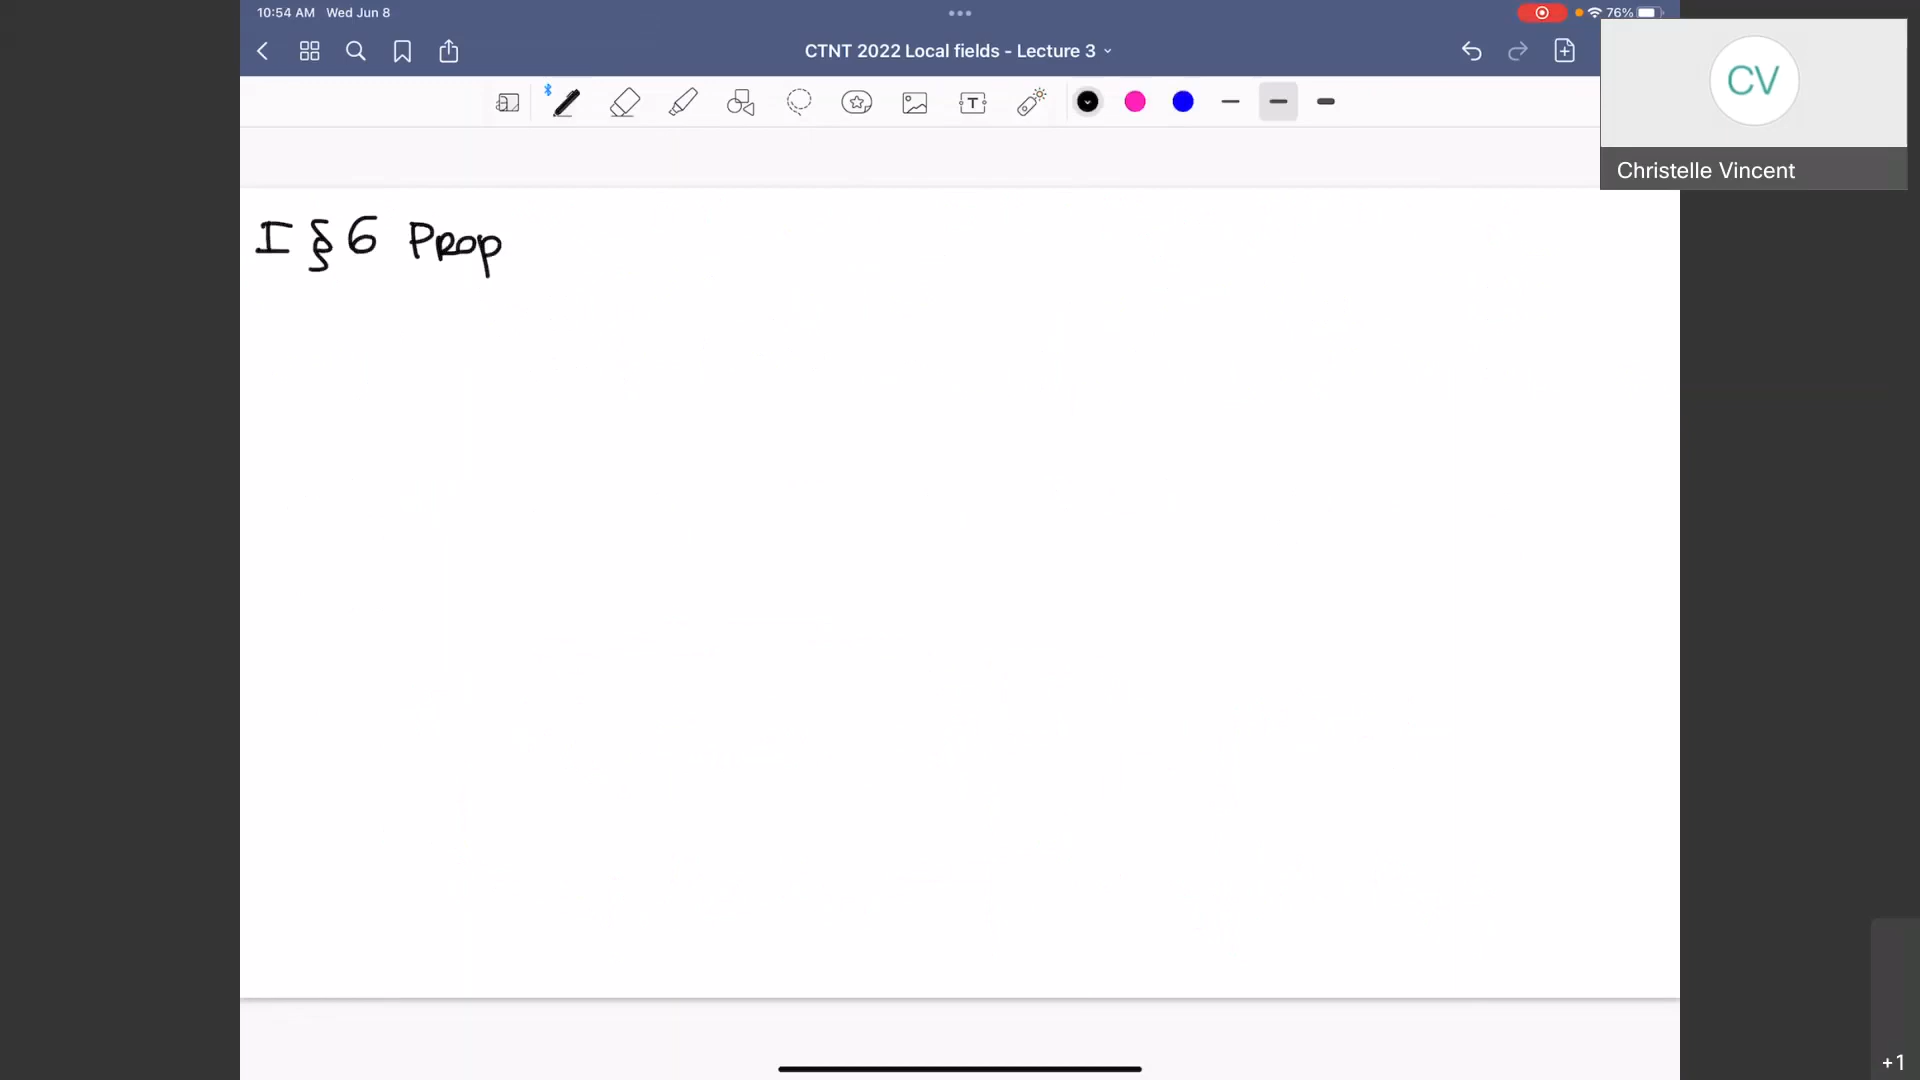 10:54 AM Wed Jun 8
76%
CTNT 2022 Local fields - Lecture 3
T
CV
Christelle Vincent
I § 6 Prop
+1